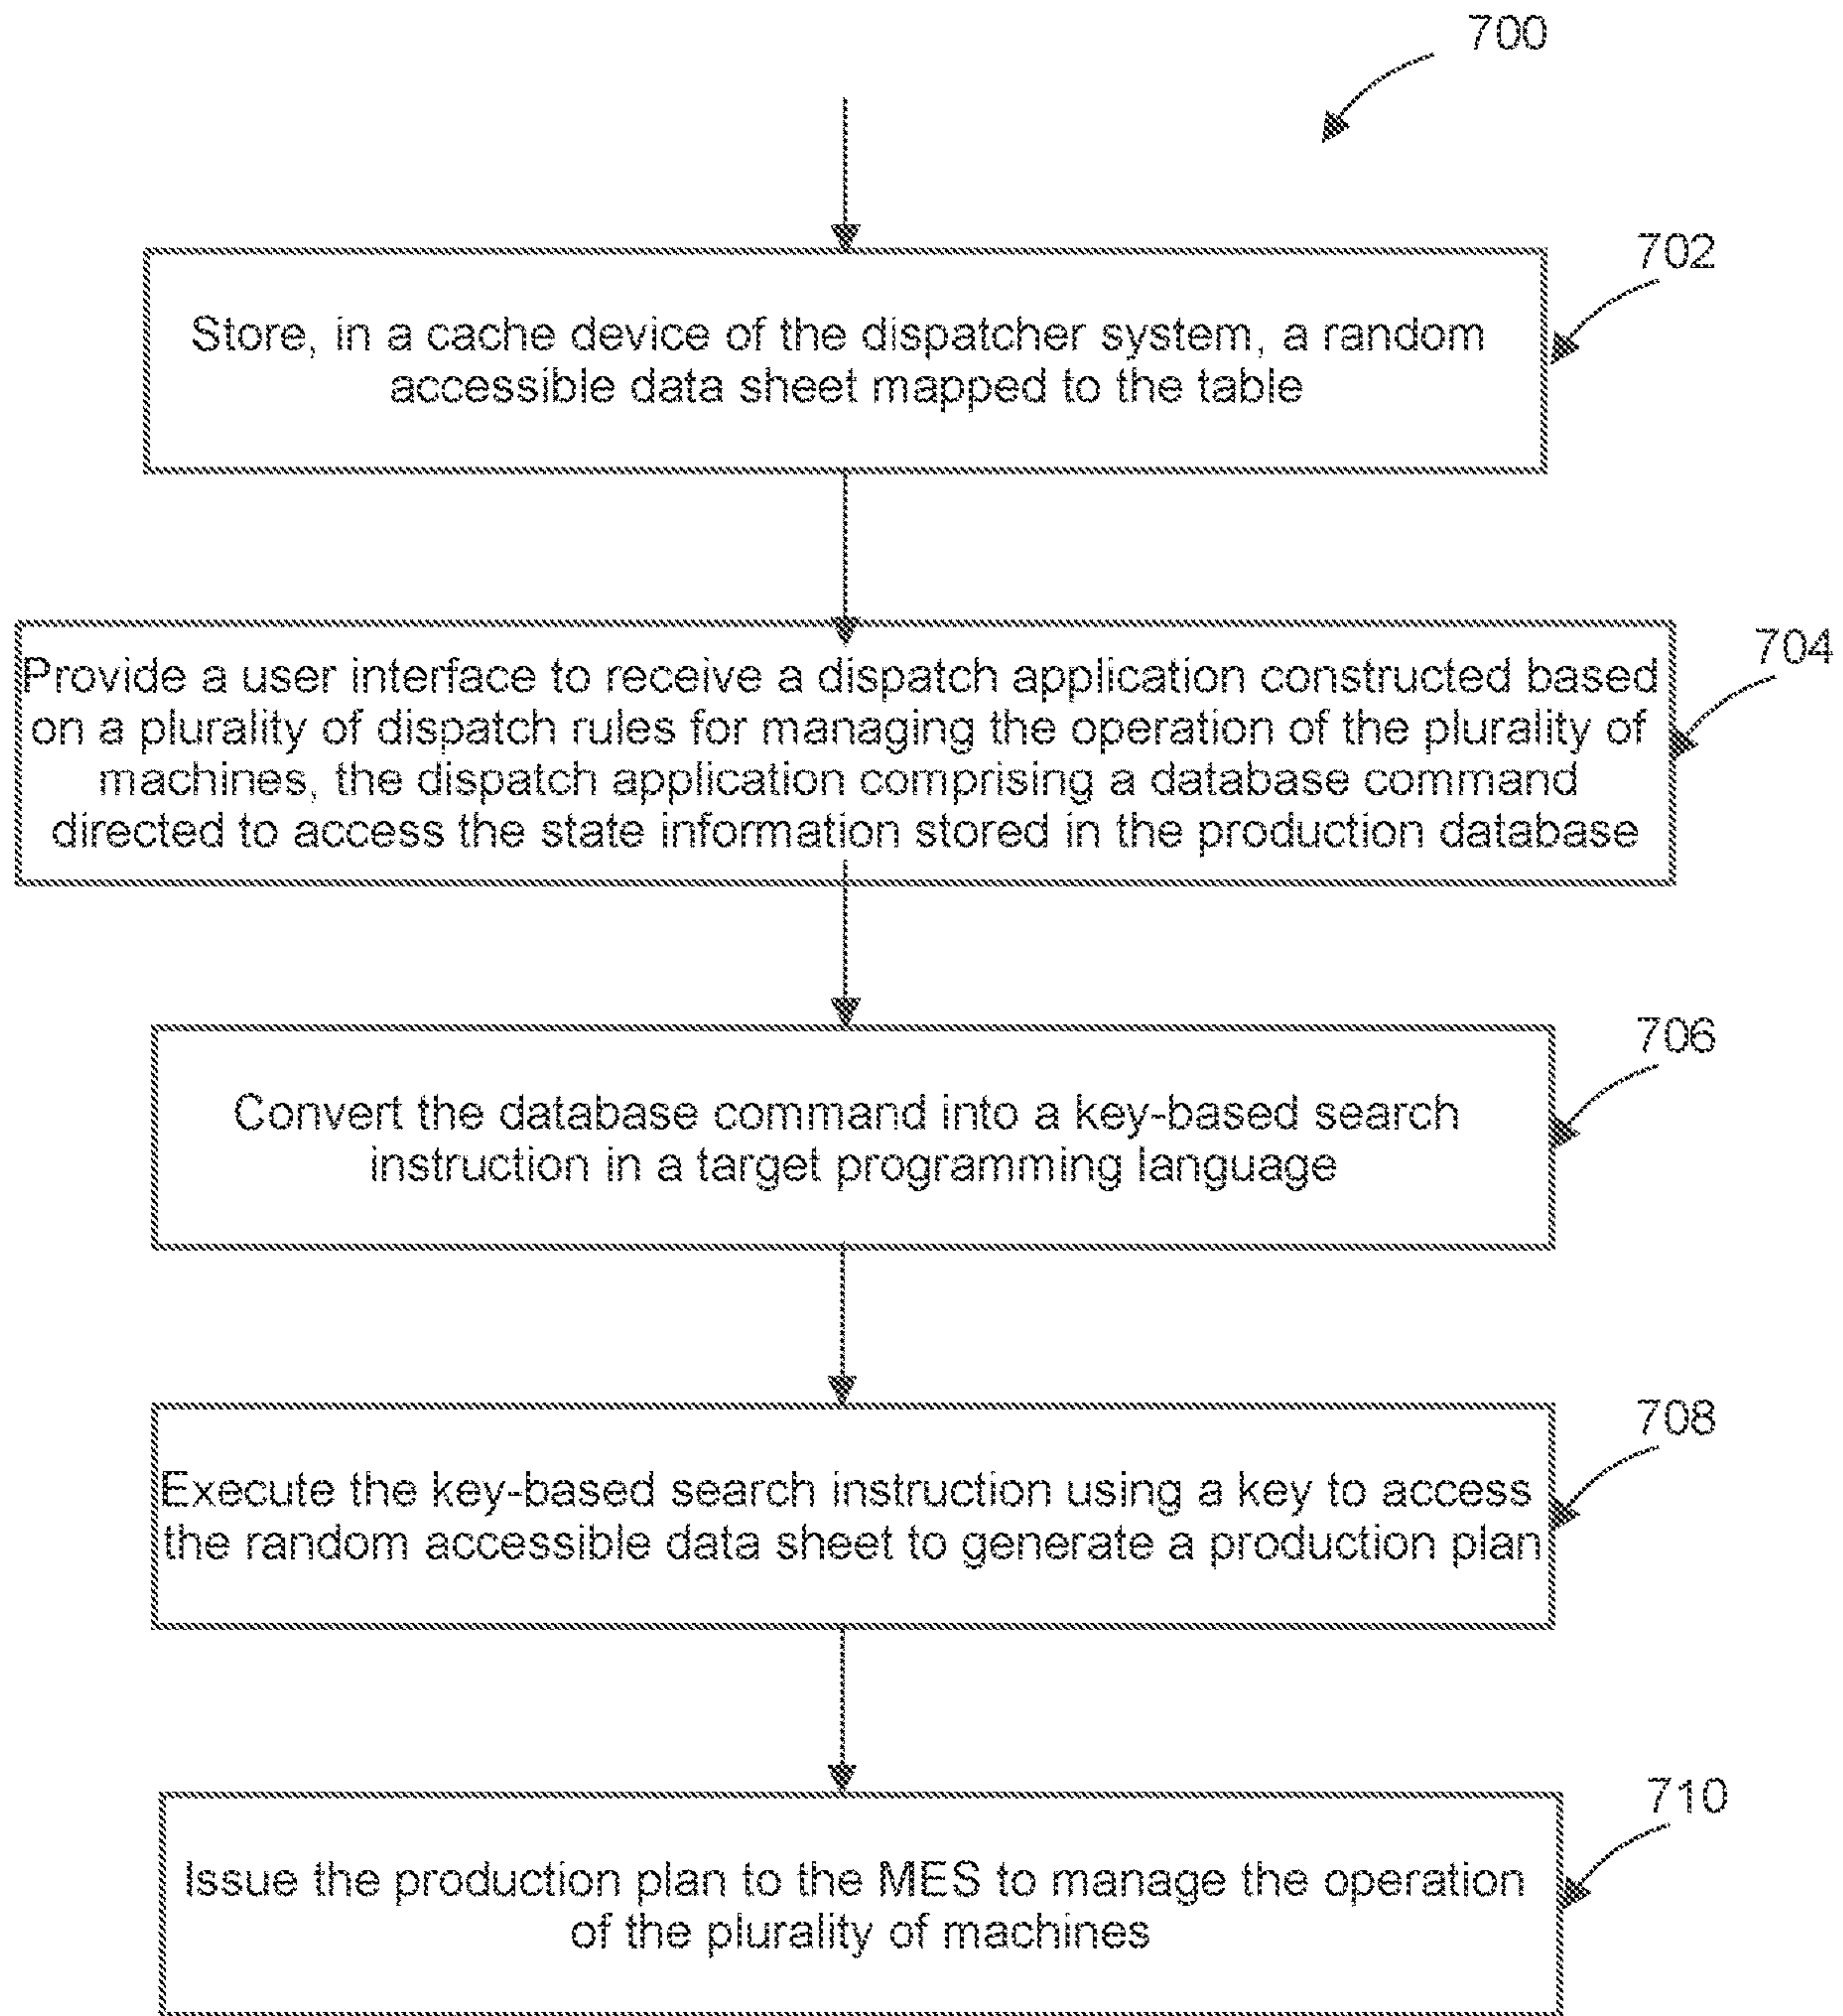 700
702
Store, in a cache device of the dispatcher system, a random
accessible data sheet mapped to the table
704
Provide a user interface to receive a dispatch application constructed based
on a plurality of dispatch rules for managing the operation of the plurality of
machines, the dispatch application comprising a database command
directed to access the state information stored in the production database
706
Convert the database command into a key-based search
instruction in a target programming language
708
Execute the key-based search instruction using a key to access
the random accessible data sheet to generate a production plan
710
Issue the production plan to the MES to manage the operation
of the plurality of machines